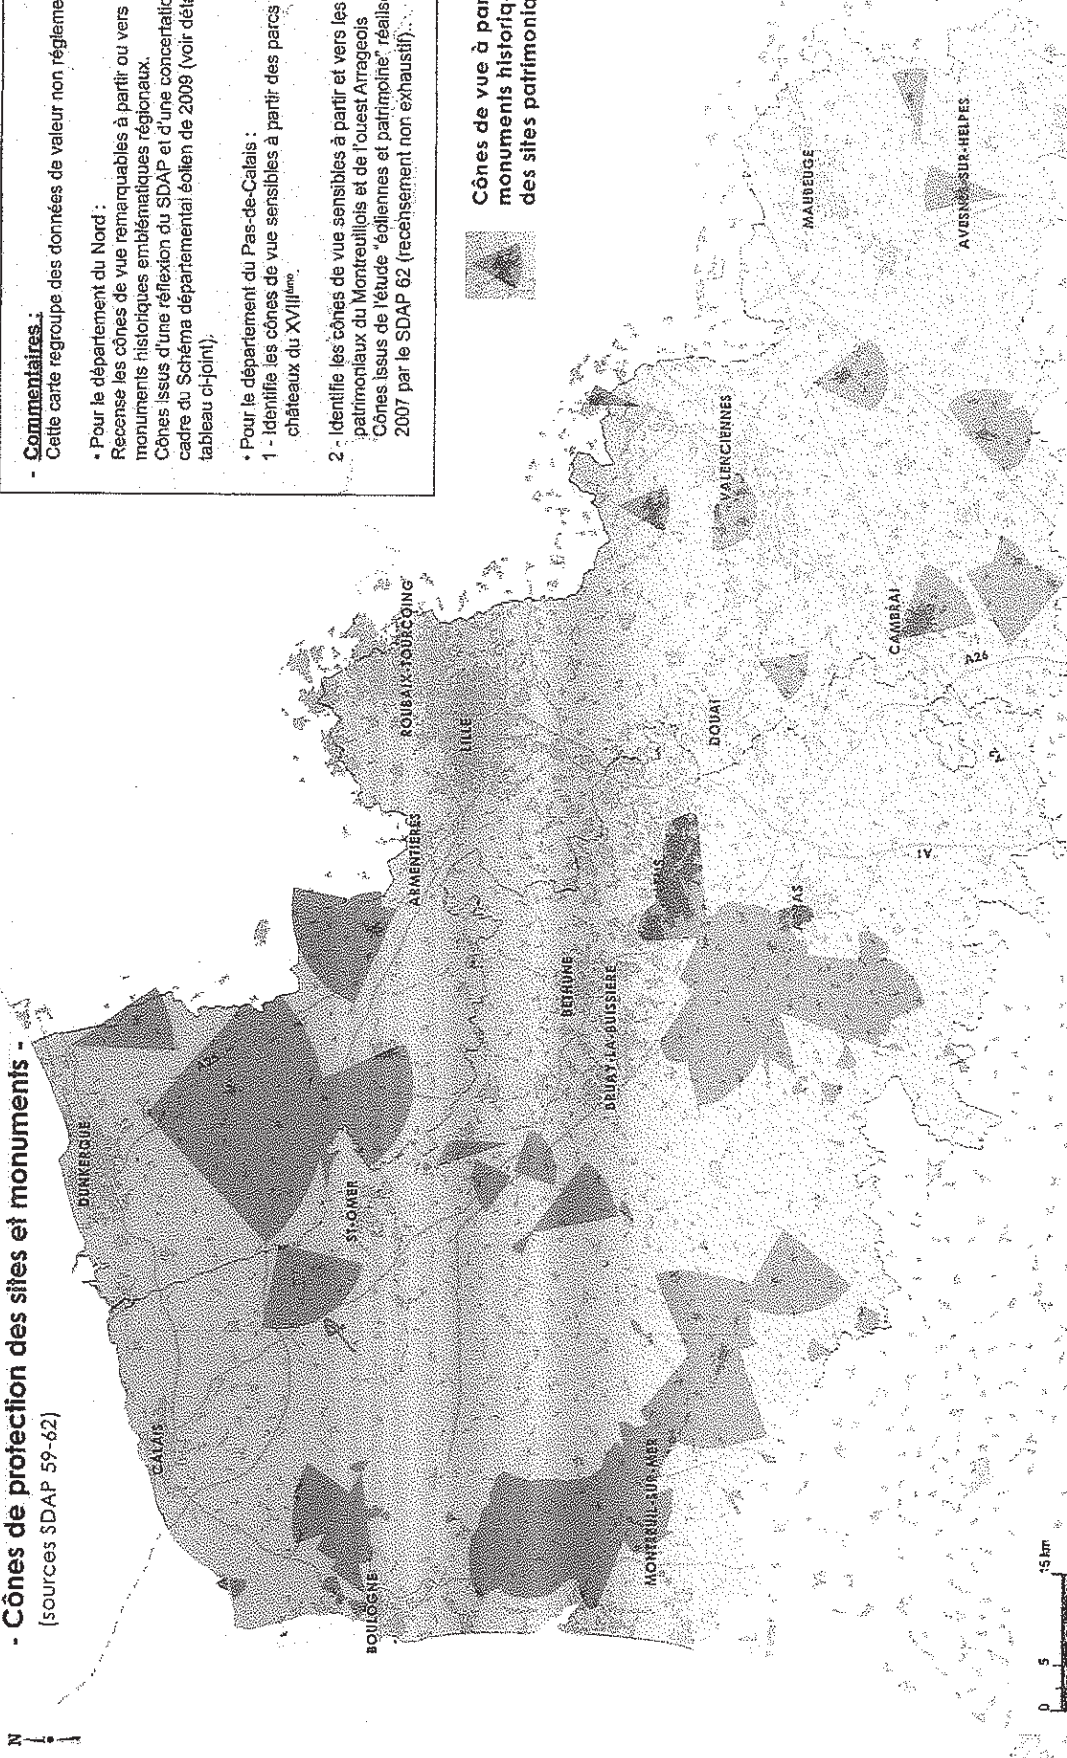 - Cônes de protection des sites et monuments -
(sources SDAP 59-62)
N
- Commentaires :
Cette carte regroupe des données de valeur non régleme
• Pour le département du Nord :
Recense les cônes de vue remarquables à partir ou vers
monuments historiques emblématiques régionaux.
Cônes issus d'une réflexion du SDAP et d'une concertatio
cadre du Schéma départemental éolien de 2009 (voir déta
tableau ci-joint).
• Pour le département du Pas-de-Calais :
1 - Identifie les cônes de vue sensibles à partir des parcs
châteaux du XVIIIème.
2 - Identifie les cônes de vue sensibles à partir et vers les
patrimoniaux du Montreuillois et de l'ouest Arrageois
Cônes issus de l'étude "éoliennes et patrimoine" réalisé
2007 par le SDAP 62 (recensement non exhaustif).
Cônes de vue à par
monuments historiq
des sites patrimonia
DUNKERQUE
CALAIS
ST-OMER
BOULOGNE
ARMENTIERES
ROUBAIX-TOURCOING
LILLE
BETHUNE
BRUAY-LA-BUISSIERE
MONTREUIL-SUR-MER
DOUAI
VALENCIENNES
MAUBEUGE
CAMBRAI
AVESNES-SUR-HELPES
A26
A1
0 5 15 km